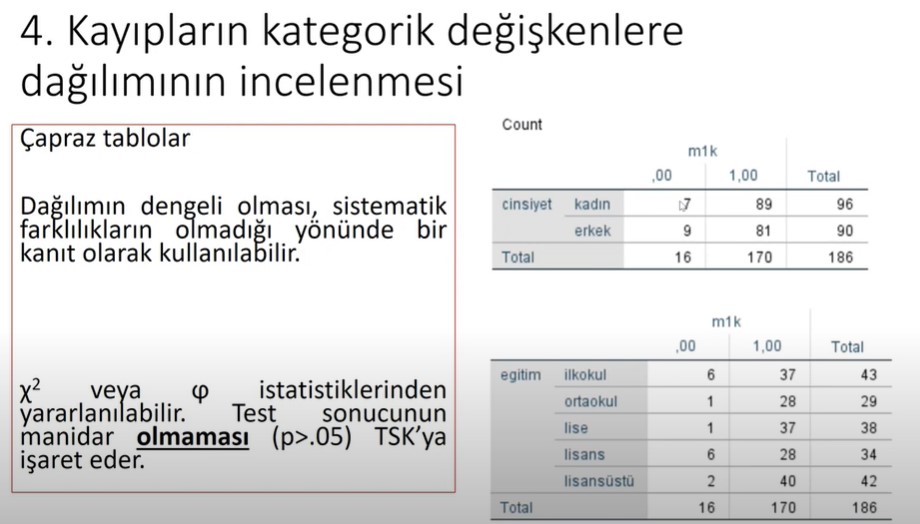 4. Kayıpların kategorik değişkenlere
dağılımının incelenmesi
Çapraz tablolar
Dağılımın dengeli olması, sistematik
farklılıkların olmadığı yönünde bir
kanıt olarak kullanılabilir.
χ² veya φ istatistiklerinden
yararlanılabilir. Test sonucunun
manidar olmaması (p>.05) TSK'ya
işaret eder.
Count
m1k
,00 1,00 Total
cinsiyet kadın 7 89 96
erkek 9 81 90
Total 16 170 186
m1k
,00 1,00 Total
egitim ilkokul 6 37 43
ortaokul 1 28 29
lise 1 37 38
lisans 6 28 34
lisansüstü 2 40 42
Total 16 170 186